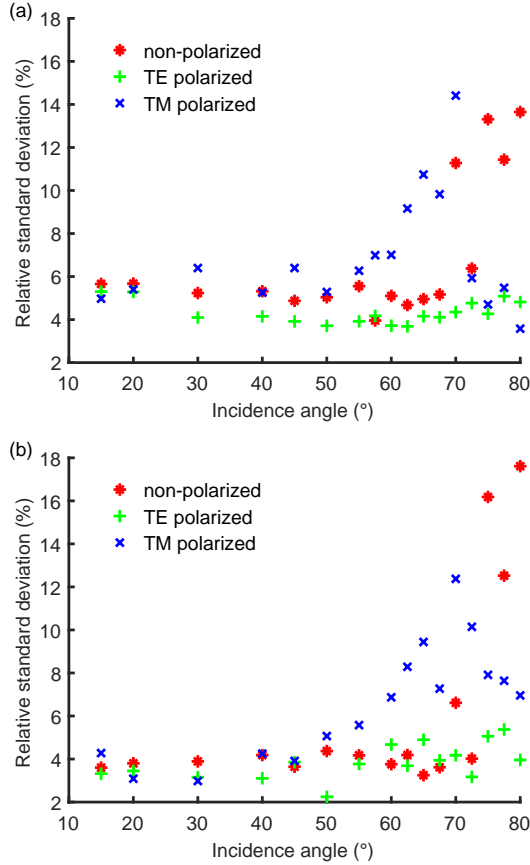 (a)
18
16
14
12
10
8
6
4
2
Relative standard deviation (%)
non-polarized
TE polarized
TM polarized
10 20 30 40 50 60 70 80
Incidence angle (°)
(b)
18
16
14
12
10
8
6
4
2
Relative standard deviation (%)
non-polarized
TE polarized
TM polarized
10 20 30 40 50 60 70 80
Incidence angle (°)